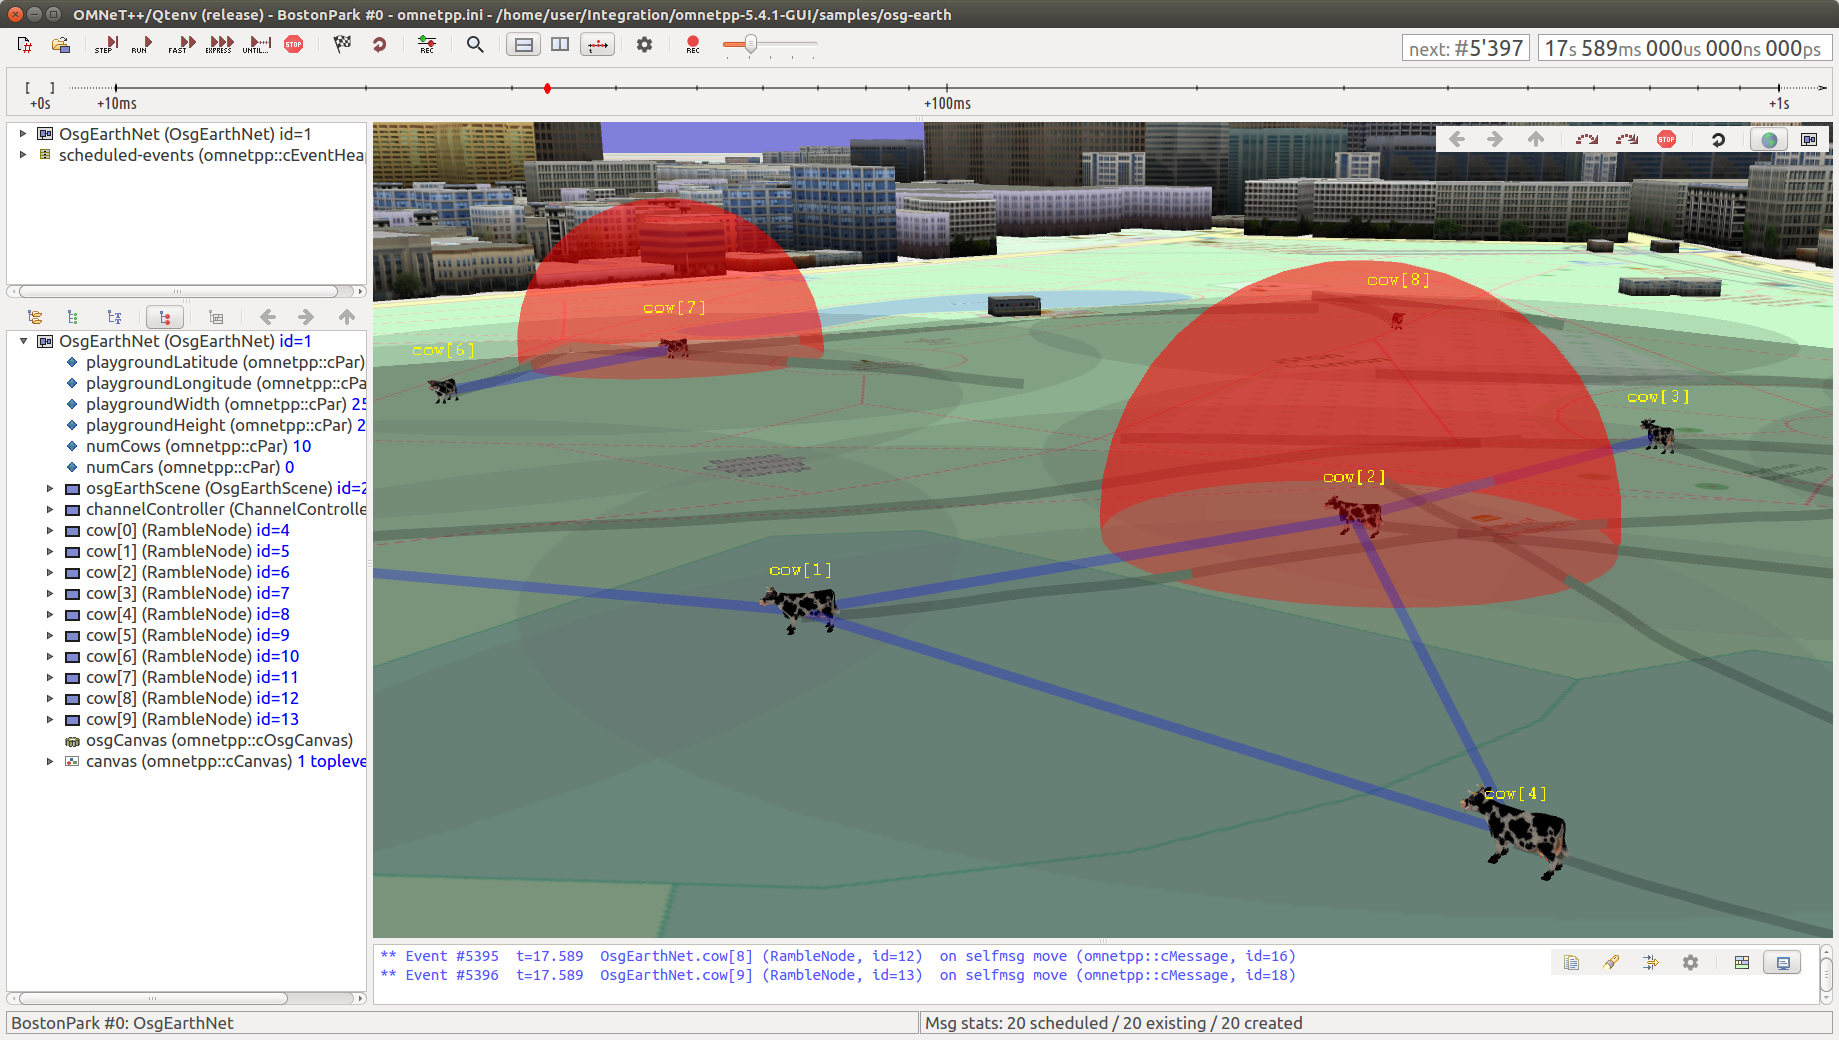 OMNeT++/Qtenv (release) - BostonPark #0 - omnetpp.ini - /home/user/Integration/omnetpp-5.4.1-GUI/samples/osg-earth
STEP RUN FAST EXPRESS UNTIL... STOP REC REC
next: #5'397
17s 589ms 000us 000ns 000ps
[ ]
+0s +10ms +100ms +1s
OsgEarthNet (OsgEarthNet) id=1
scheduled-events (omnetpp::cEventHea
STOP
OsgEarthNet (OsgEarthNet) id=1
playgroundLatitude (omnetpp::cPar)
playgroundLongitude (omnetpp::cPa
playgroundWidth (omnetpp::cPar) 25
playgroundHeight (omnetpp::cPar) 2
numCows (omnetpp::cPar) 10
numCars (omnetpp::cPar) 0
osgEarthScene (OsgEarthScene) id=2
channelController (ChannelControlle
cow[0] (RambleNode) id=4
cow[1] (RambleNode) id=5
cow[2] (RambleNode) id=6
cow[3] (RambleNode) id=7
cow[4] (RambleNode) id=8
cow[5] (RambleNode) id=9
cow[6] (RambleNode) id=10
cow[7] (RambleNode) id=11
cow[8] (RambleNode) id=12
cow[9] (RambleNode) id=13
osgCanvas (omnetpp::cOsgCanvas)
canvas (omnetpp::cCanvas) 1 topleve
cow[8]
cow[7]
cow[6]
cow[3]
cow[2]
cow[1]
cow[4]
** Event #5395 t=17.589 OsgEarthNet.cow[8] (RambleNode, id=12) on selfmsg move (omnetpp::cMessage, id=16)
** Event #5396 t=17.589 OsgEarthNet.cow[9] (RambleNode, id=13) on selfmsg move (omnetpp::cMessage, id=18)
BostonPark #0: OsgEarthNet
Msg stats: 20 scheduled / 20 existing / 20 created